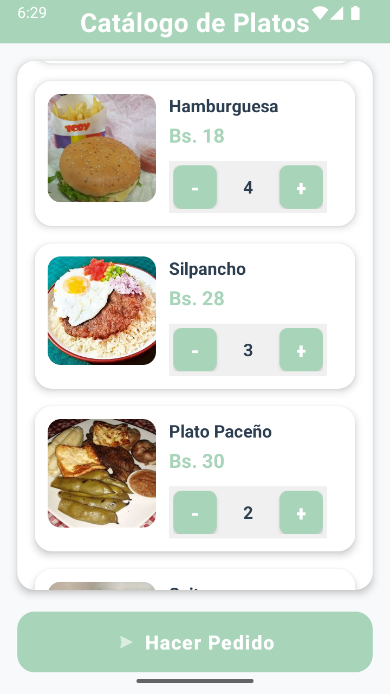 6:29
Catálogo de Platos
TCOY
Hamburguesa
Bs. 18
- 4 +
Silpancho
Bs. 28
- 3 +
Plato Paceño
Bs. 30
- 2 +
Hacer Pedido